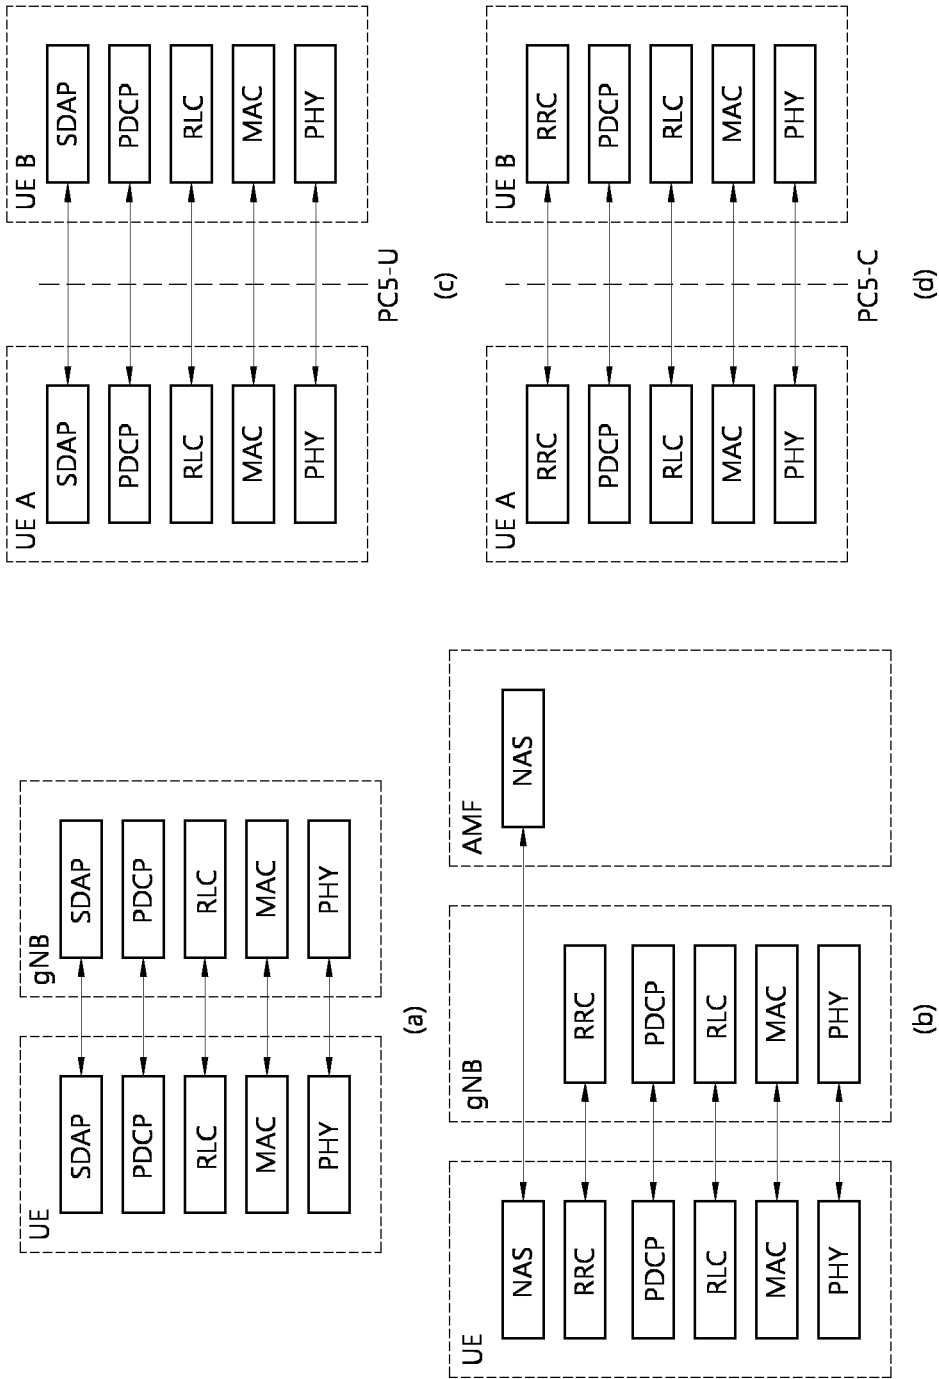 UE
gNB
SDAP
SDAP
PDCP
PDCP
RLC
RLC
MAC
MAC
PHY
PHY
(a)
UE
gNB
AMF
NAS
NAS
RRC
RRC
PDCP
PDCP
RLC
RLC
MAC
MAC
PHY
PHY
(b)
UE A
UE B
SDAP
SDAP
PDCP
PDCP
RLC
RLC
MAC
MAC
PHY
PHY
PC5-U
(c)
UE A
UE B
RRC
RRC
PDCP
PDCP
RLC
RLC
MAC
MAC
PHY
PHY
PC5-C
(d)